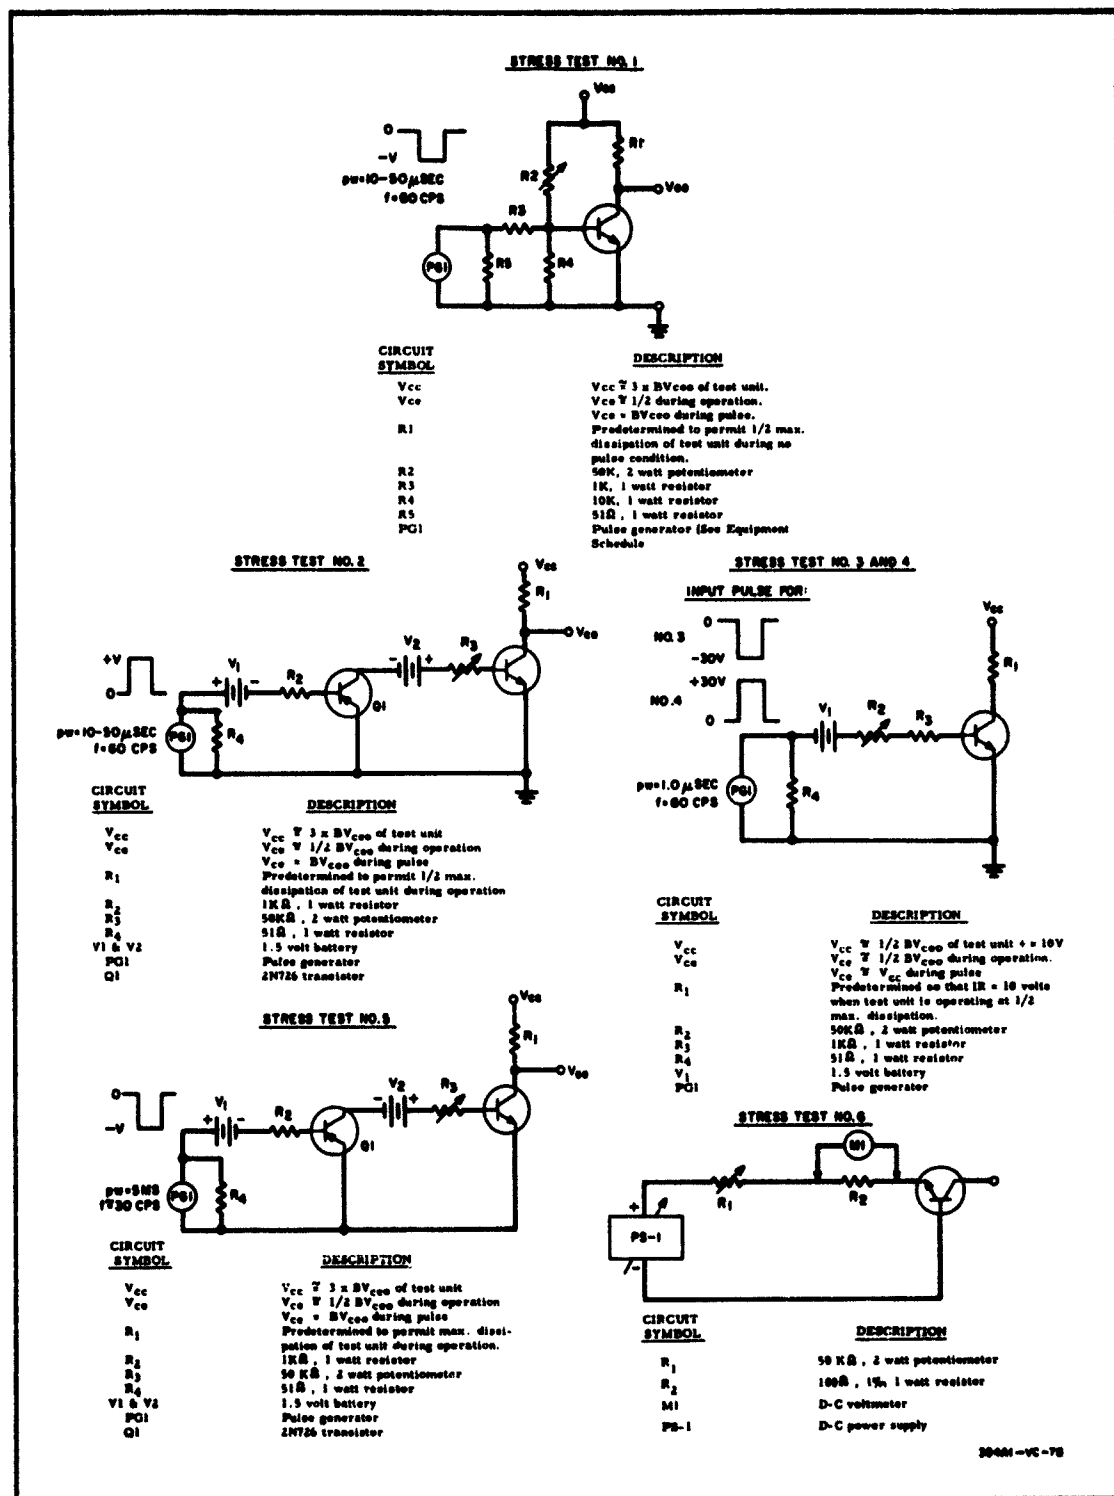 STRESS TEST NO. 1
Vcc
0
-V
pw=10-50 μSEC
f=60 CPS
R1
R2
Vce
R3
PG1
R5
R4
CIRCUIT SYMBOL
DESCRIPTION
Vcc
Vcc ≅ 3 x BVceo of test unit.
Vce
Vce ≅ 1/2 during operation.
Vce = BVceo during pulse.
R1
Predetermined to permit 1/2 max.
dissipation of test unit during no
pulse condition.
R2
50K, 2 watt potentiometer
R3
1K, 1 watt resistor
R4
10K, 1 watt resistor
R5
51Ω, 1 watt resistor
PG1
Pulse generator (See Equipment
Schedule
STRESS TEST NO. 2
Vcc
R1
Vce
+V
0
V1
+ -
R2
Q1
V2
- +
R3
pw=10-50 μSEC
f=60 CPS
PG1
R4
CIRCUIT
SYMBOL
DESCRIPTION
Vcc
Vcc ≅ 3 x BVceo of test unit
Vce
Vce ≅ 1/2 BVceo during operation
Vce = BVceo during pulse
R1
Predetermined to permit 1/2 max.
dissipation of test unit during operation
R2
1KΩ, 1 watt resistor
R3
50KΩ, 2 watt potentiometer
R4
51Ω, 1 watt resistor
V1 & V2
1.5 volt battery
PG1
Pulse generator
Q1
2N726 transistor
STRESS TEST NO. 3 AND 4
INPUT PULSE FOR:
NO. 3
0
-30V
NO. 4
+30V
0
Vcc
R1
V1
R2
R3
pw=1.0 μSEC
f=60 CPS
PG1
R4
CIRCUIT
SYMBOL
DESCRIPTION
Vcc
Vcc ≅ 1/2 BVceo of test unit + = 10V
Vce
Vce ≅ 1/2 BVceo during operation.
Vce ≅ Vcc during pulse
R1
Predetermined so that IR = 10 volts
when test unit is operating at 1/2
max. dissipation.
R2
50KΩ, 2 watt potentiometer
R3
1KΩ, 1 watt resistor
R4
51Ω, 1 watt resistor
V1
1.5 volt battery
PG1
Pulse generator
STRESS TEST NO. 5
Vcc
R1
Vce
0
-V
V1
+ -
R2
Q1
V2
- +
R3
pw=5MS
f≅30 CPS
PG1
R4
CIRCUIT
SYMBOL
DESCRIPTION
Vcc
Vcc ≅ 3 x BVceo of test unit
Vce
Vce ≅ 1/2 BVceo during operation
Vce = BVceo during pulse
R1
Predetermined to permit max. dissi-
pation of test unit during operation.
R2
1KΩ, 1 watt resistor
R3
50 KΩ, 2 watt potentiometer
R4
51Ω, 1 watt resistor
V1 & V2
1.5 volt battery
PG1
Pulse generator
Q1
2N726 transistor
STRESS TEST NO. 6
M1
R1
R2
+
PS-1
-
CIRCUIT
SYMBOL
DESCRIPTION
R1
50 KΩ, 2 watt potentiometer
R2
100Ω, 1%, 1 watt resistor
M1
D-C voltmeter
PS-1
D-C power supply